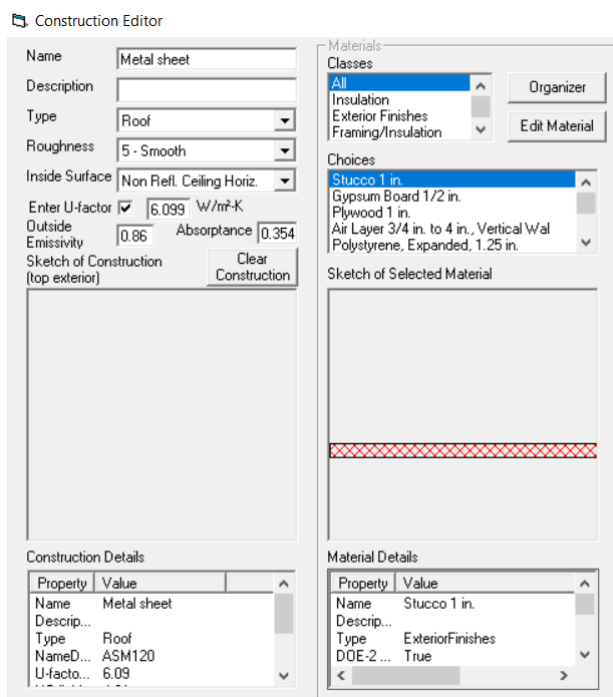 Construction Editor
Name Metal sheet
Description
Type Roof
Roughness 5 - Smooth
Inside Surface Non Refl. Ceiling Horiz.
Enter U-factor 6.099 W/m²-K
Outside Emissivity 0.86 Absorptance 0.354
Sketch of Construction (top exterior)
Clear Construction
Construction Details
Property Value
Name Metal sheet
Descrip...
Type Roof
NameD... ASM120
U-facto... 6.09
Materials
Classes
All
Insulation
Exterior Finishes
Framing/Insulation
Organizer
Edit Material
Choices
Stucco 1 in.
Gypsum Board 1/2 in.
Plywood 1 in.
Air Layer 3/4 in. to 4 in., Vertical Wal
Polystyrene, Expanded, 1.25 in.
Sketch of Selected Material
Material Details
Property Value
Name Stucco 1 in.
Descrip...
Type ExteriorFinishes
DOE-2 ... True